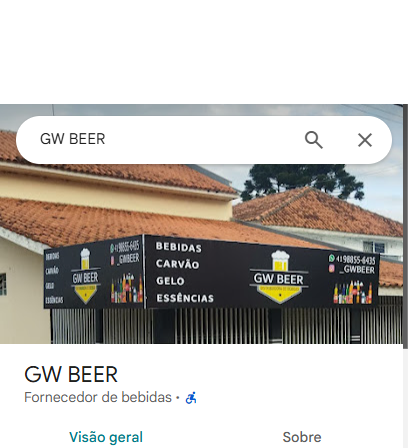 GW BEER
BEBIDAS
CARVÃO
GELO
ESSÊNCIAS
GW BEER
41 98855-6435
_GWBEER
BEBIDAS
CARVÃO
GELO
ESSÊNCIAS
GW BEER
41 98855-6435
_GWBEER
GW BEER
Fornecedor de bebidas ·
Visão geral
Sobre